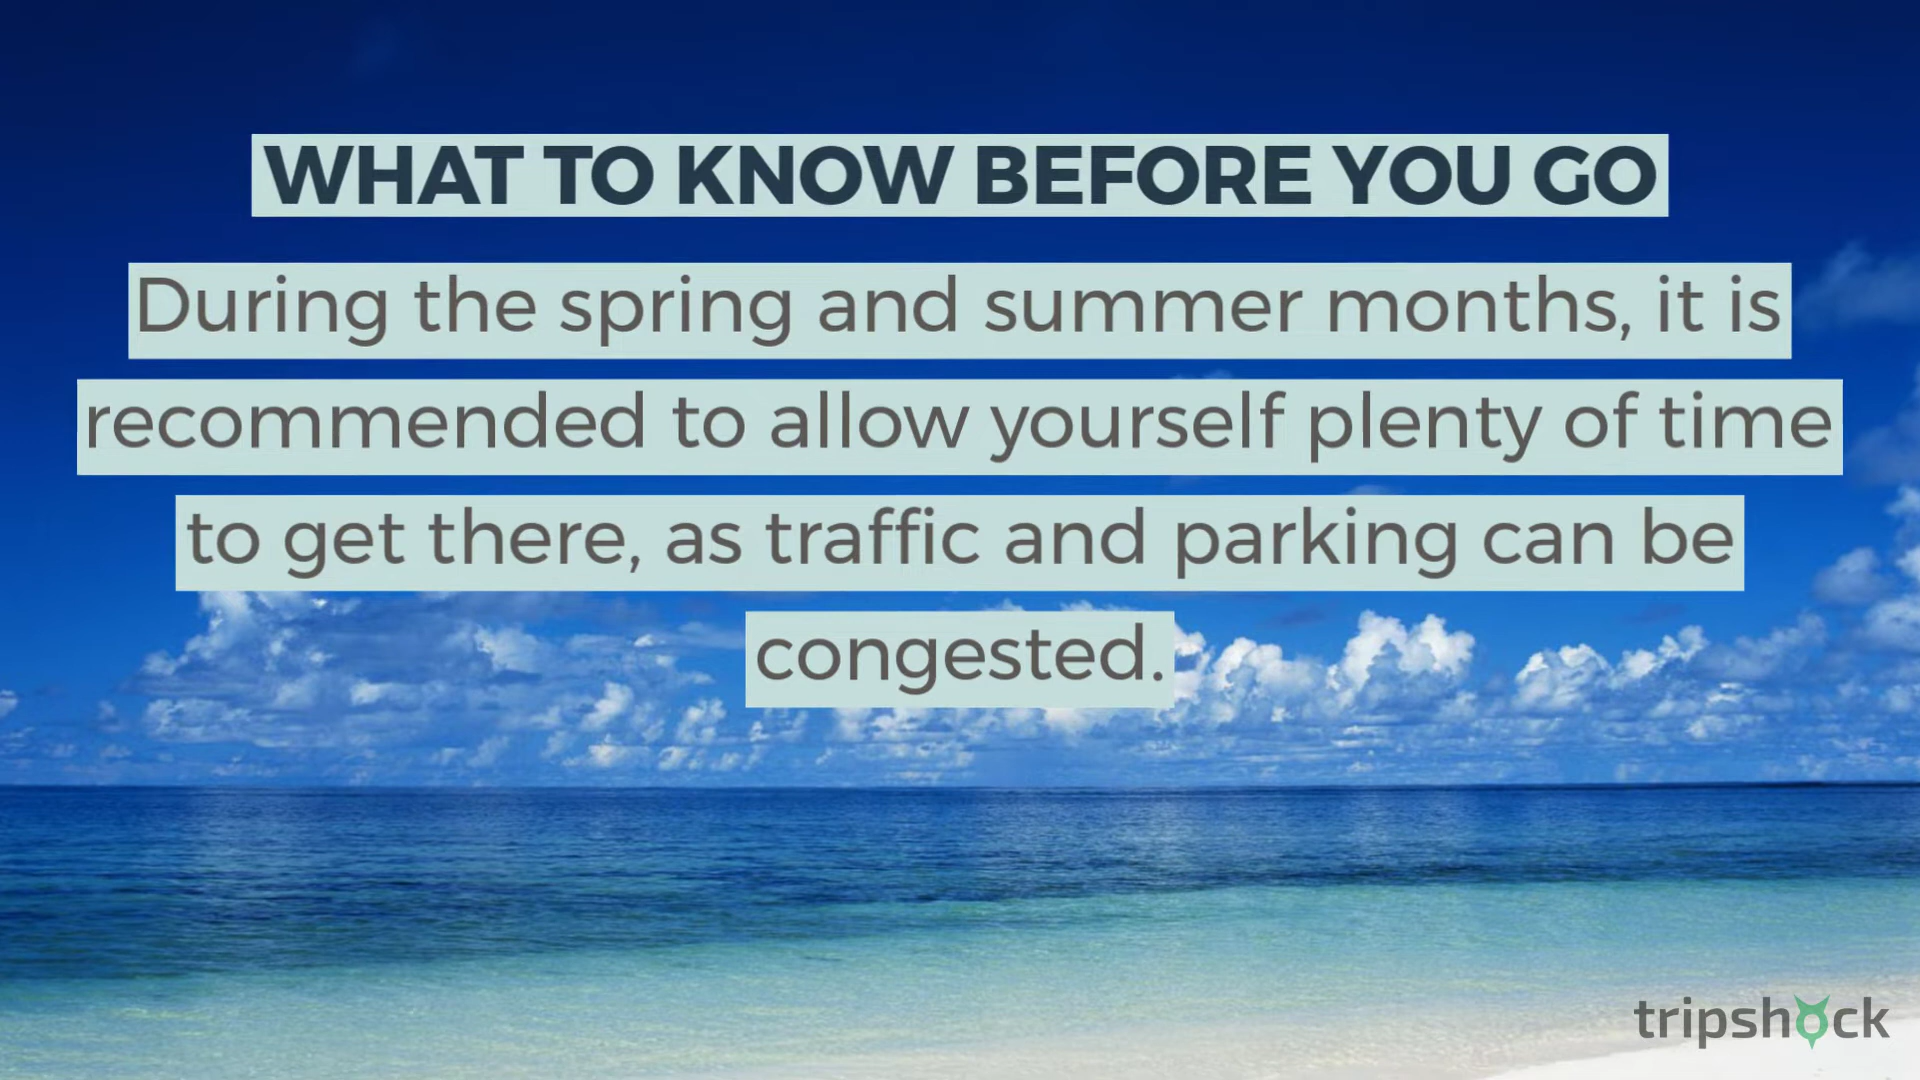 WHAT TO KNOW BEFORE YOU GO
During the spring and summer months, it is
recommended to allow yourself plenty of time
to get there, as traffic and parking can be
congested.
tripshock